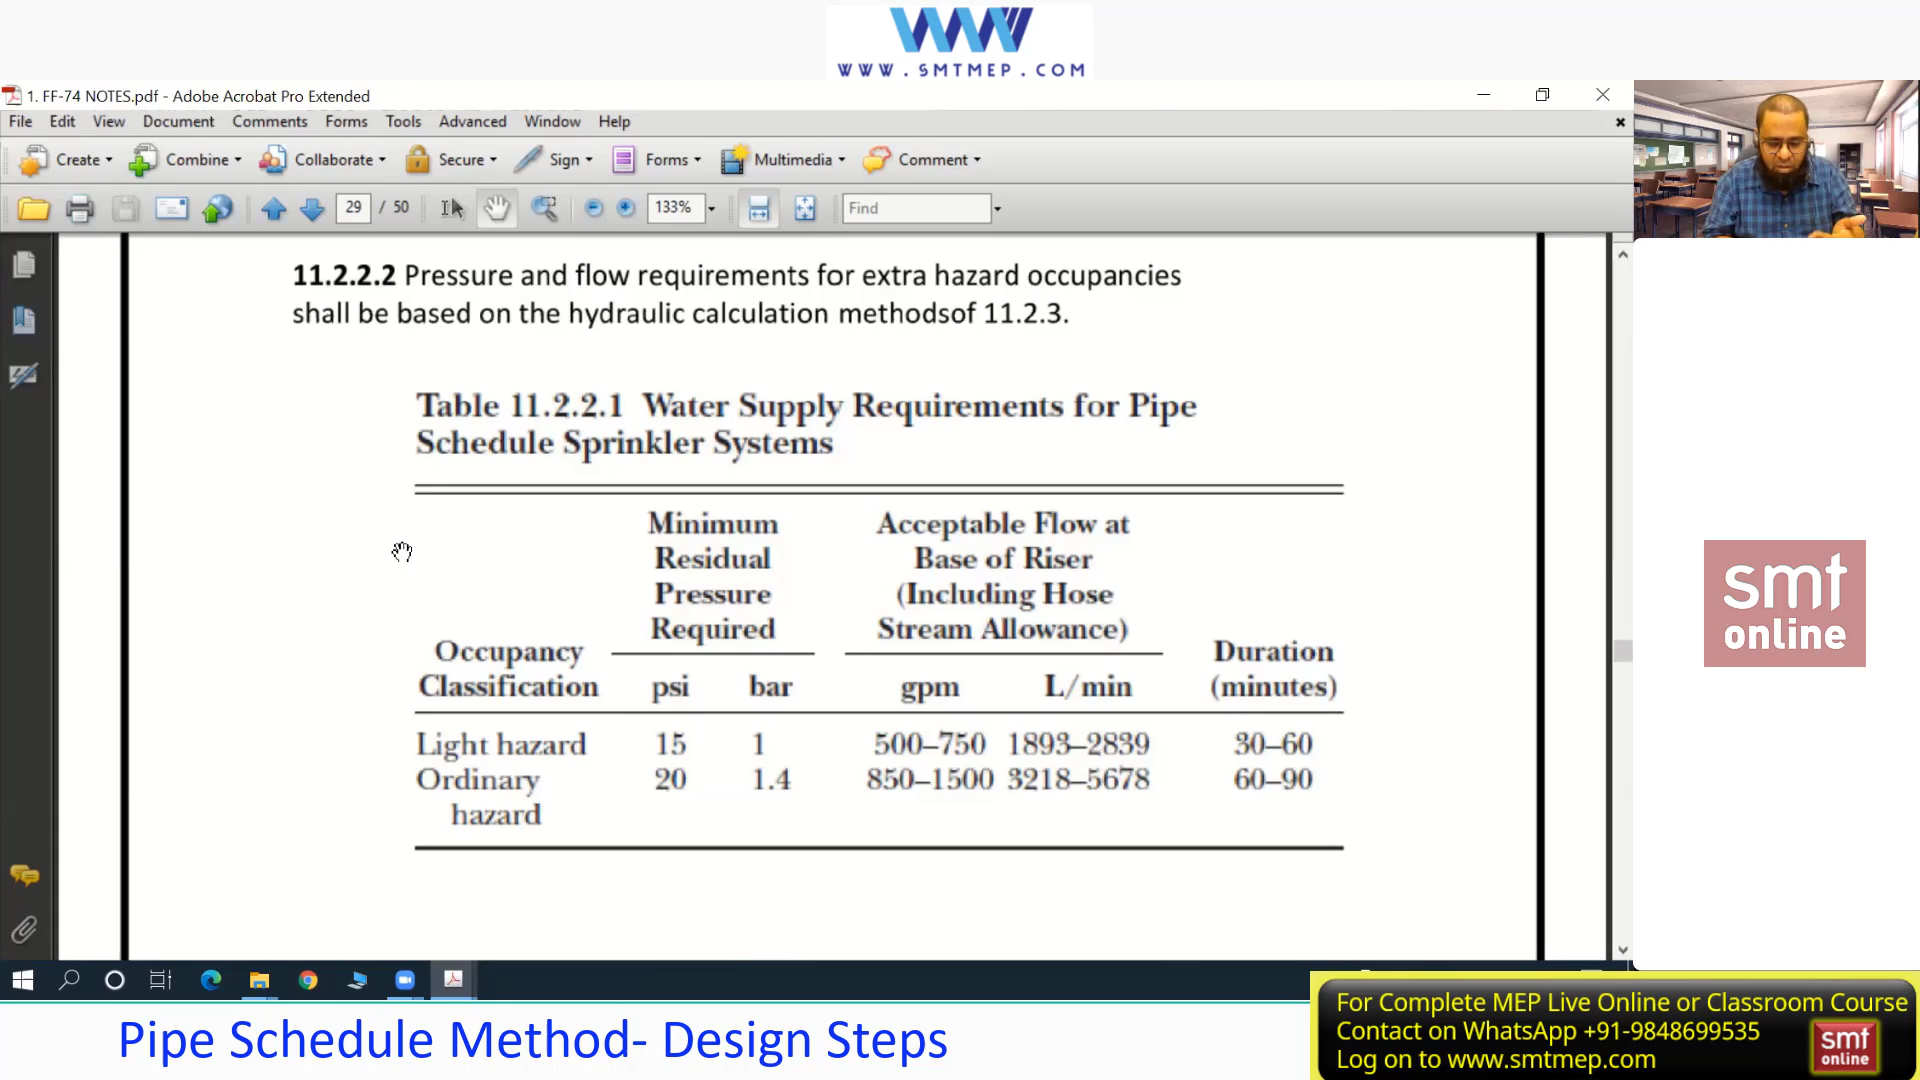 WWW.SMTMEP.COM
1. FF-74 NOTES.pdf - Adobe Acrobat Pro Extended
File Edit View Document Comments Forms Tools Advanced Window Help
Create Combine Collaborate Secure Sign Forms Multimedia Comment
29 / 50 133% Find
11.2.2.2 Pressure and flow requirements for extra hazard occupancies
shall be based on the hydraulic calculation methodsof 11.2.3.
Table 11.2.2.1 Water Supply Requirements for Pipe
Schedule Sprinkler Systems
Minimum Acceptable Flow at
Residual Base of Riser
Pressure (Including Hose
Required Stream Allowance)
Occupancy Duration
Classification psi bar gpm L/min (minutes)
Light hazard 15 1 500–750 1893–2839 30–60
Ordinary 20 1.4 850–1500 3218–5678 60–90
hazard
smt
online
Pipe Schedule Method- Design Steps
For Complete MEP Live Online or Classroom Course
Contact on WhatsApp +91-9848699535
Log on to www.smtmep.com
smt
online